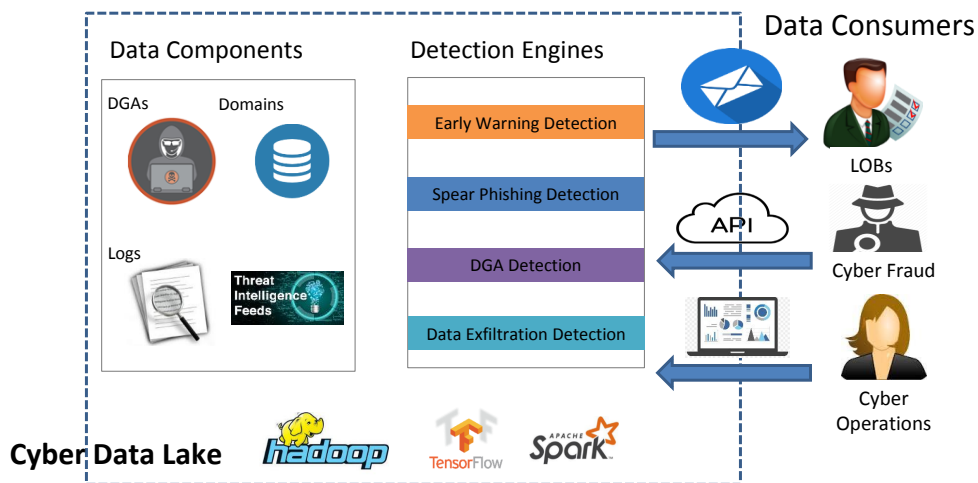 Data Consumers
Data Components
Detection Engines
DGAs
Domains
Logs
Threat
Intelligence
Feeds
Early Warning Detection
Spear Phishing Detection
DGA Detection
Data Exfiltration Detection
API
LOBs
Cyber Fraud
Cyber
Operations
Cyber Data Lake
hadoop
TensorFlow
APACHE
Spark™